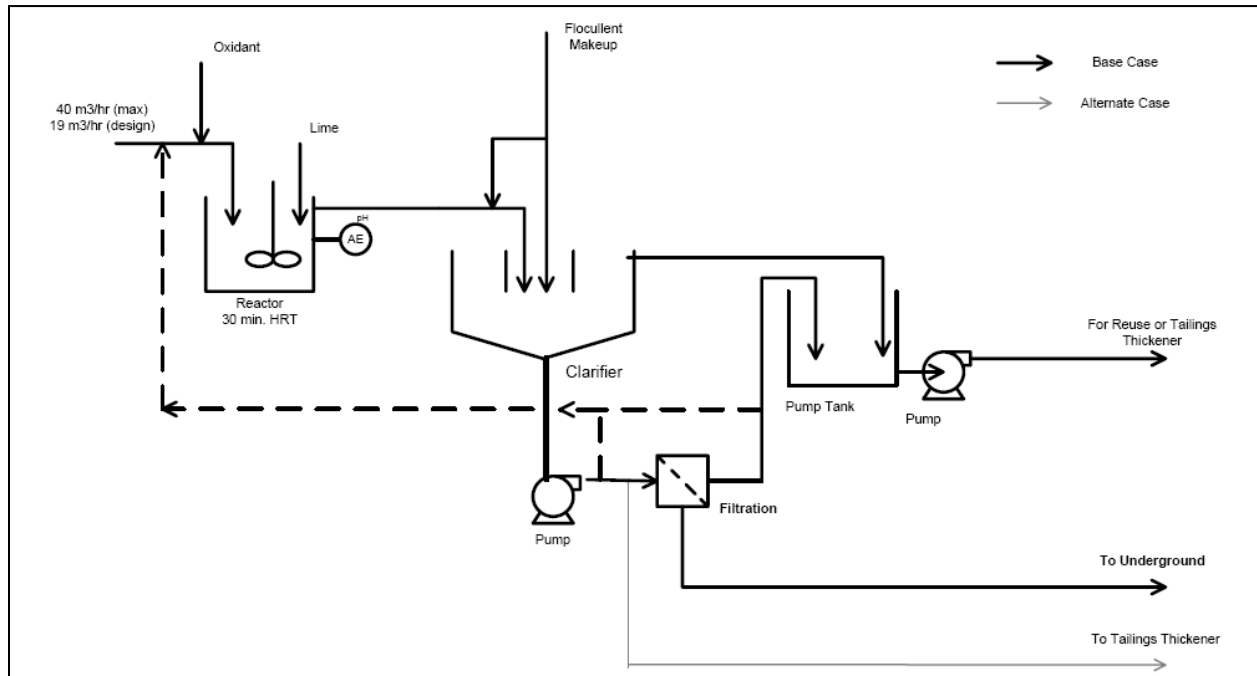 Flocullent
Makeup
Oxidant
Base Case
Alternate Case
40 m3/hr (max)
19 m3/hr (design)
Lime
pH
AE
Reactor
30 min. HRT
For Reuse or Tailings
Thickener
Clarifier
Pump Tank
Pump
Filtration
Pump
To Underground
To Tailings Thickener